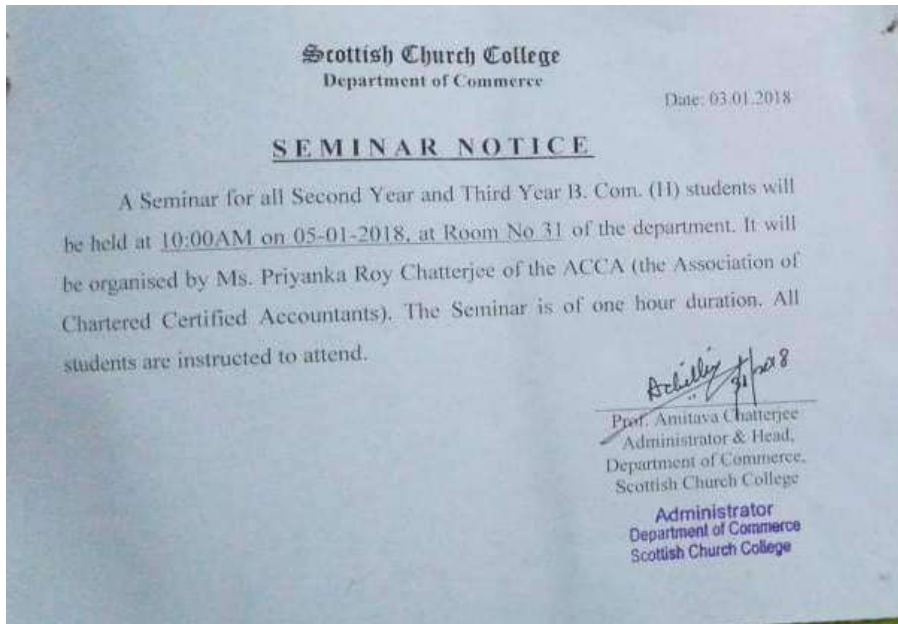 Scottish Church College
Department of Commerce
Date: 03.01.2018
SEMINAR NOTICE
A Seminar for all Second Year and Third Year B. Com. (H) students will
be held at 10:00AM on 05-01-2018, at Room No 31 of the department. It will
be organised by Ms. Priyanka Roy Chatterjee of the ACCA (the Association of
Chartered Certified Accountants). The Seminar is of one hour duration. All
students are instructed to attend.
Prof. Amitava Chatterjee
Administrator & Head,
Department of Commerce,
Scottish Church College
Administrator
Department of Commerce
Scottish Church College